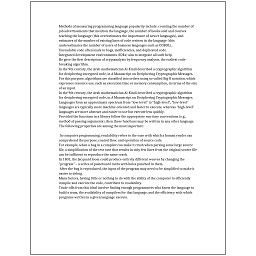 Methods of measuring programming language popularity include: counting the number of
job advertisements that mention the language, the number of books sold and courses
teaching the language (this overestimates the importance of newer languages), and
estimates of the number of existing lines of code written in the language (this
underestimates the number of users of business languages such as COBOL).
Unreadable code often leads to bugs, inefficiencies, and duplicated code.
Integrated development environments (IDEs) aim to integrate all such help.
He gave the first description of cryptanalysis by frequency analysis, the earliest code-
breaking algorithm.
In the 9th century, the Arab mathematician Al-Kindi described a cryptographic algorithm
for deciphering encrypted code, in A Manuscript on Deciphering Cryptographic Messages.
For this purpose, algorithms are classified into orders using so-called Big O notation, which
expresses resource use, such as execution time or memory consumption, in terms of the size
of an input.
In the 9th century, the Arab mathematician Al-Kindi described a cryptographic algorithm
for deciphering encrypted code, in A Manuscript on Deciphering Cryptographic Messages.
Languages form an approximate spectrum from "low-level" to "high-level"; "low-level"
languages are typically more machine-oriented and faster to execute, whereas "high-level"
languages are more abstract and easier to use but execute less quickly.
Provided the functions in a library follow the appropriate run-time conventions (e.g.,
method of passing arguments), then these functions may be written in any other language.
The following properties are among the most important:

In computer programming, readability refers to the ease with which a human reader can
comprehend the purpose, control flow, and operation of source code.
For example, when a bug in a compiler can make it crash when parsing some large source
file, a simplification of the test case that results in only few lines from the original source file
can be sufficient to reproduce the same crash.
In 1801, the Jacquard loom could produce entirely different weaves by changing the
"program" – a series of pasteboard cards with holes punched in them.
After the bug is reproduced, the input of the program may need to be simplified to make it
easier to debug.
Many factors, having little or nothing to do with the ability of the computer to efficiently
compile and execute the code, contribute to readability.
Trade-offs from this ideal involve finding enough programmers who know the language to
build a team, the availability of compilers for that language, and the efficiency with which
programs written in a given language execute.